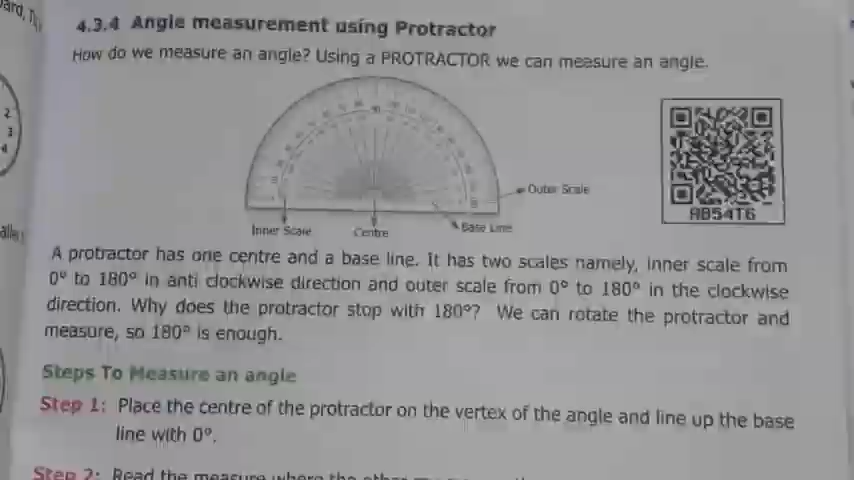 4.3.4 Angle measurement using Protractor
How do we measure an angle? Using a PROTRACTOR we can measure an angle.
Outer Scale
Inner Scale
Centre
Base Line
AB54T6
A protractor has one centre and a base line. It has two scales namely, inner scale from
0° to 180° in anti clockwise direction and outer scale from 0° to 180° in the clockwise
direction. Why does the protractor stop with 180°? We can rotate the protractor and
measure, so 180° is enough.
Steps To Measure an angle
Step 1: Place the centre of the protractor on the vertex of the angle and line up the base
line with 0°.
Step 2: Read the measure where the other
2
3
4